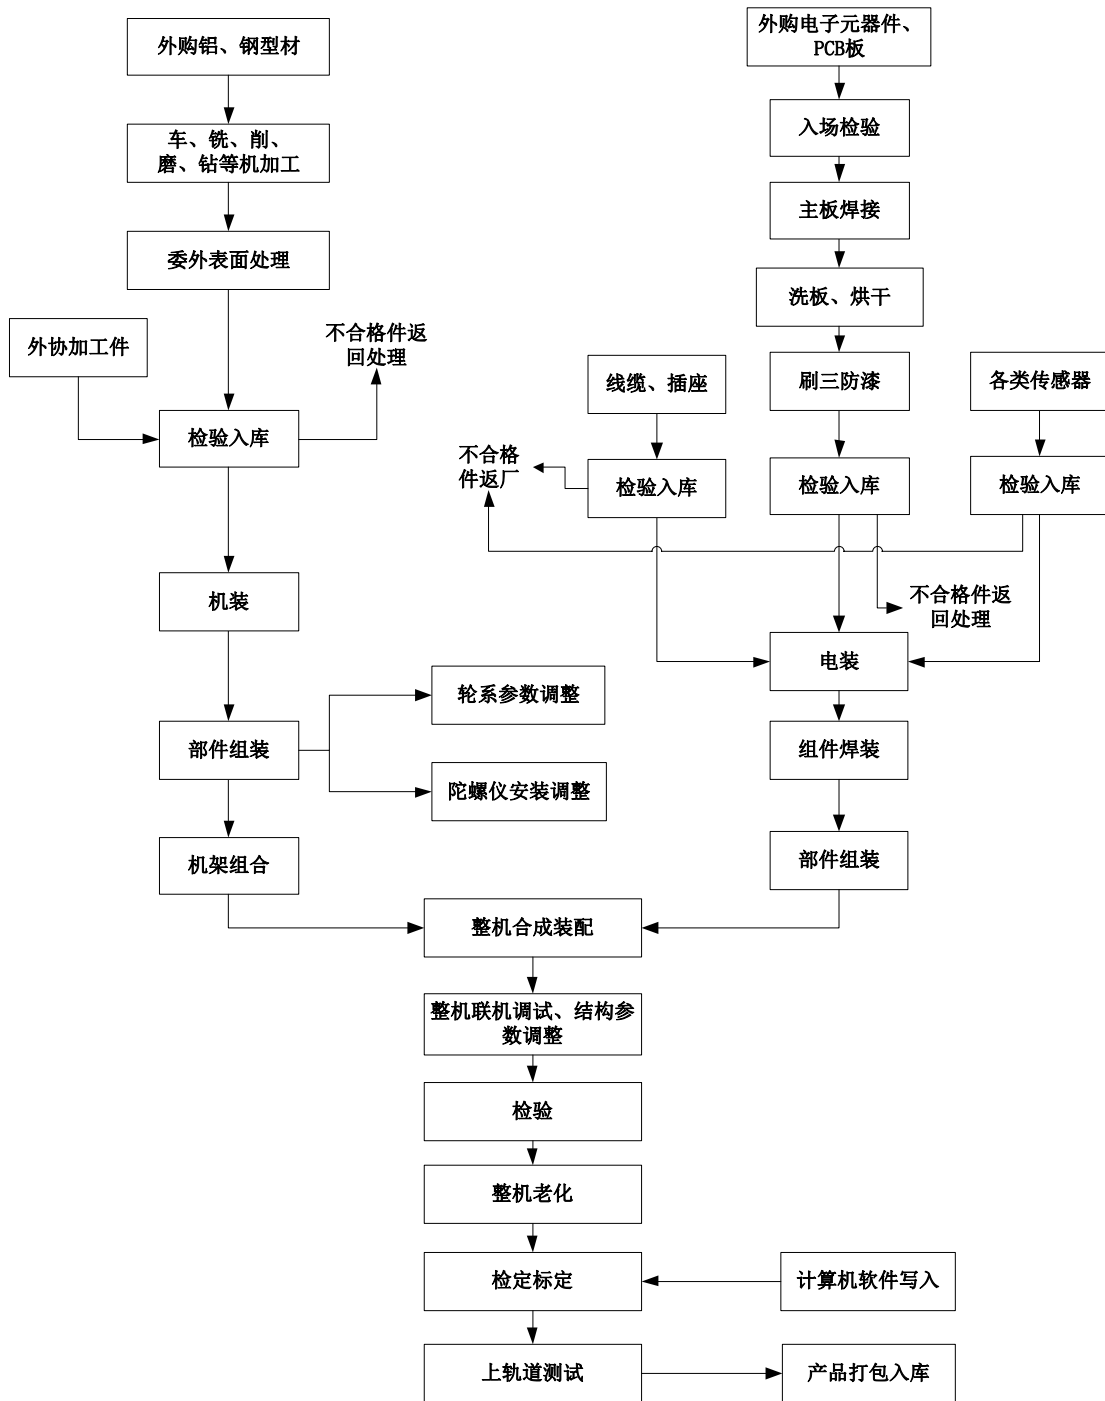 外购铝、钢型材
车、铣、削、
磨、钻等机加工
委外表面处理
外协加工件
不合格件返
回处理
检验入库
机装
部件组装
轮系参数调整
陀螺仪安装调整
机架组合
外购电子元器件、
PCB板
入场检验
主板焊接
洗板、烘干
线缆、插座
刷三防漆
各类传感器
不合格
件返厂
检验入库
检验入库
检验入库
不合格件返
回处理
电装
组件焊装
部件组装
整机合成装配
整机联机调试、结构参
数调整
检验
整机老化
检定标定
计算机软件写入
上轨道测试
产品打包入库